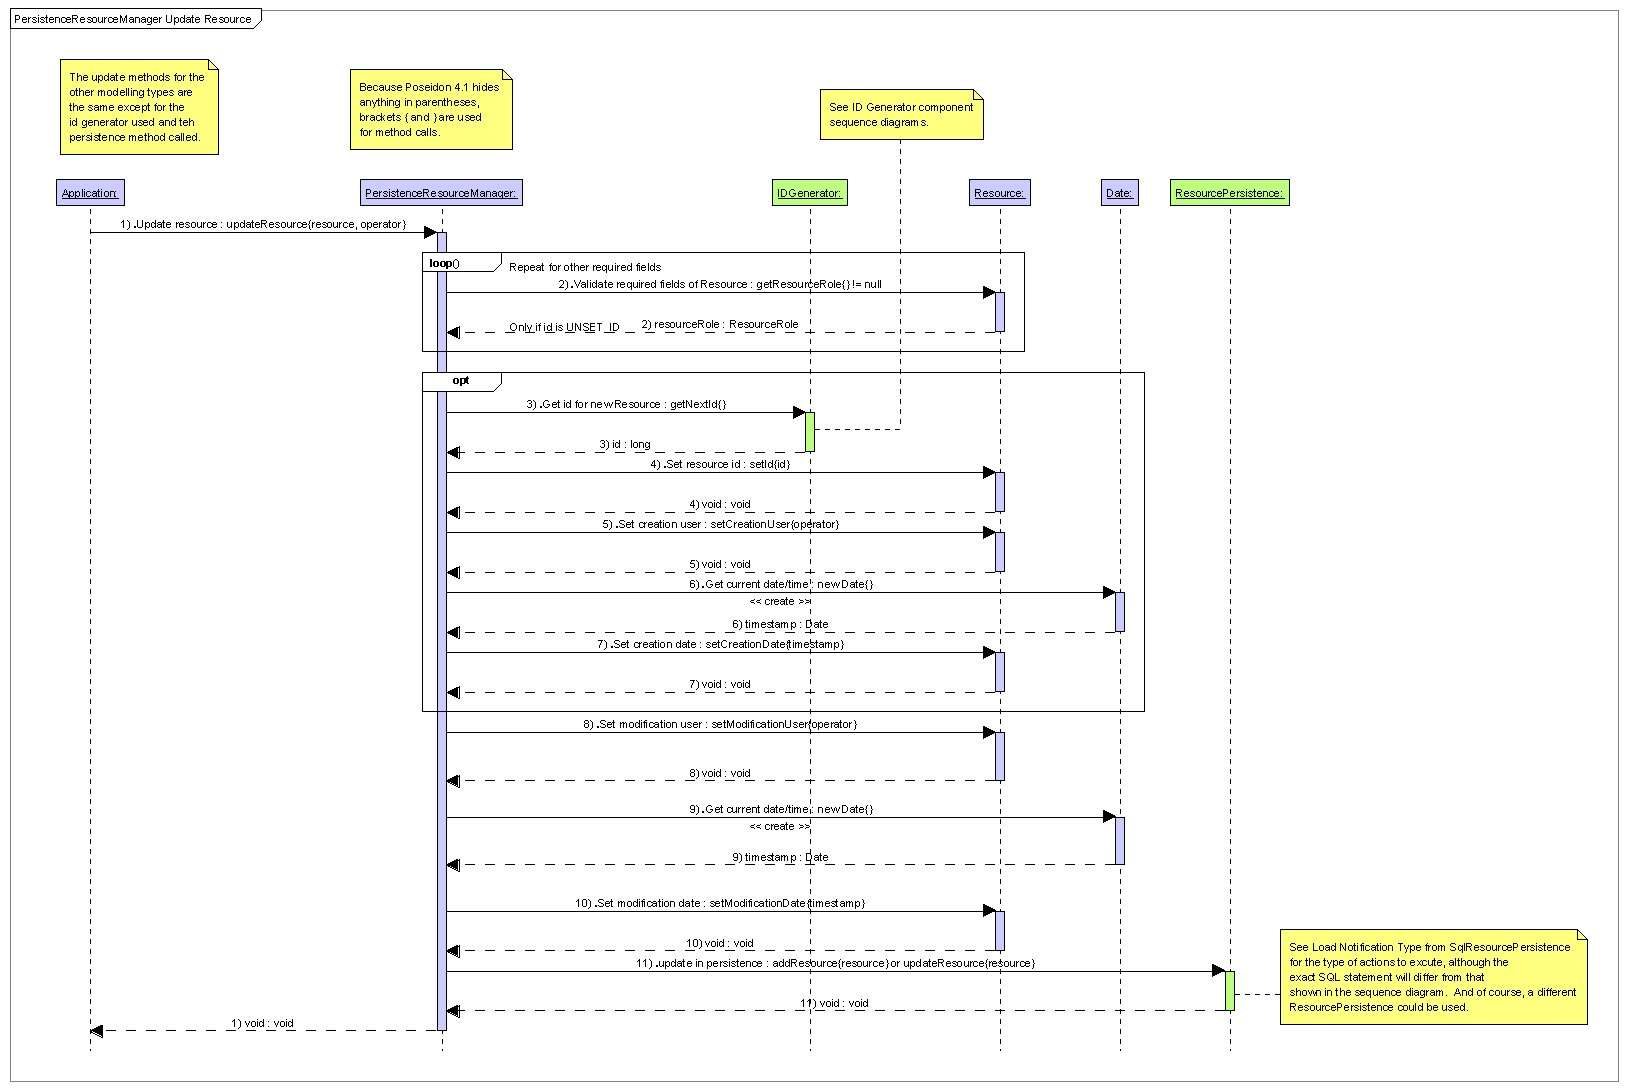 PersistenceResourceManager Update Resource
The update methods for the
other modelling types are
the same except for the
id generator used and teh
persistence method called.
Because Poseidon 4.1 hides
anything in parentheses,
brackets { and } are used
for method calls.
See ID Generator component
sequence diagrams.
Application:
PersistenceResourceManager:
IDGenerator:
Resource:
Date:
ResourcePersistence:
1) .Update resource : updateResource{resource, operator}
loop()
Repeat for other required fields
2) .Validate required fields of Resource : getResourceRole{} != null
Only if id is UNSET_ID
2) resourceRole : ResourceRole
opt
3) .Get id for new Resource : getNextId{}
3) id : long
4) .Set resource id : setId{id}
4) void : void
5) .Set creation user : setCreationUser{operator}
5) void : void
6) .Get current date/time : new Date{}
<< create >>
6) timestamp : Date
7) .Set creation date : setCreationDate{timestamp}
7) void : void
8) .Set modification user : setModificationUser{operator}
8) void : void
9) .Get current date/time : new Date{}
<< create >>
9) timestamp : Date
10) .Set modification date : setModificationDate{timestamp}
10) void : void
11) .update in persistence : addResource{resource} or updateResource{resource}
11) void : void
1) void : void
See Load Notification Type from SqlResourcePersistence
for the type of actions to excute, although the
exact SQL statement will differ from that
shown in the sequence diagram.  And of course, a different
ResourcePersistence could be used.